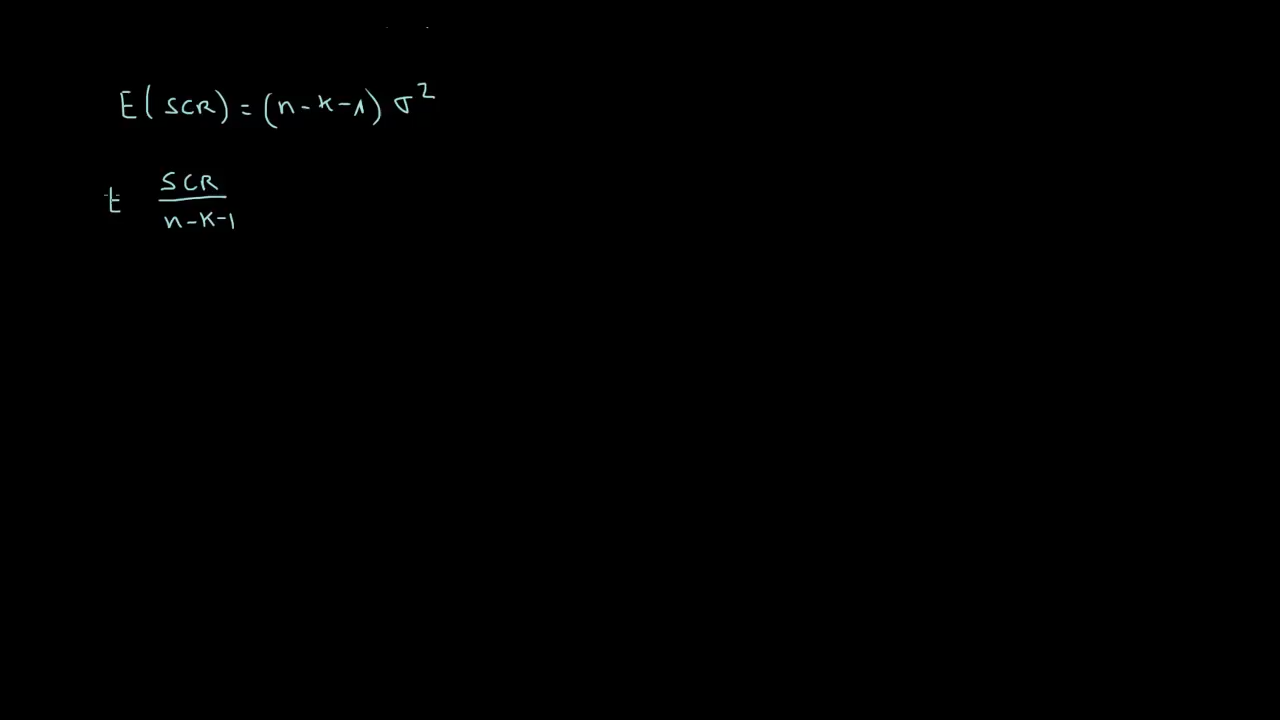 E(SCR) = (n-k-1) σ²
E SCR / n-k-1